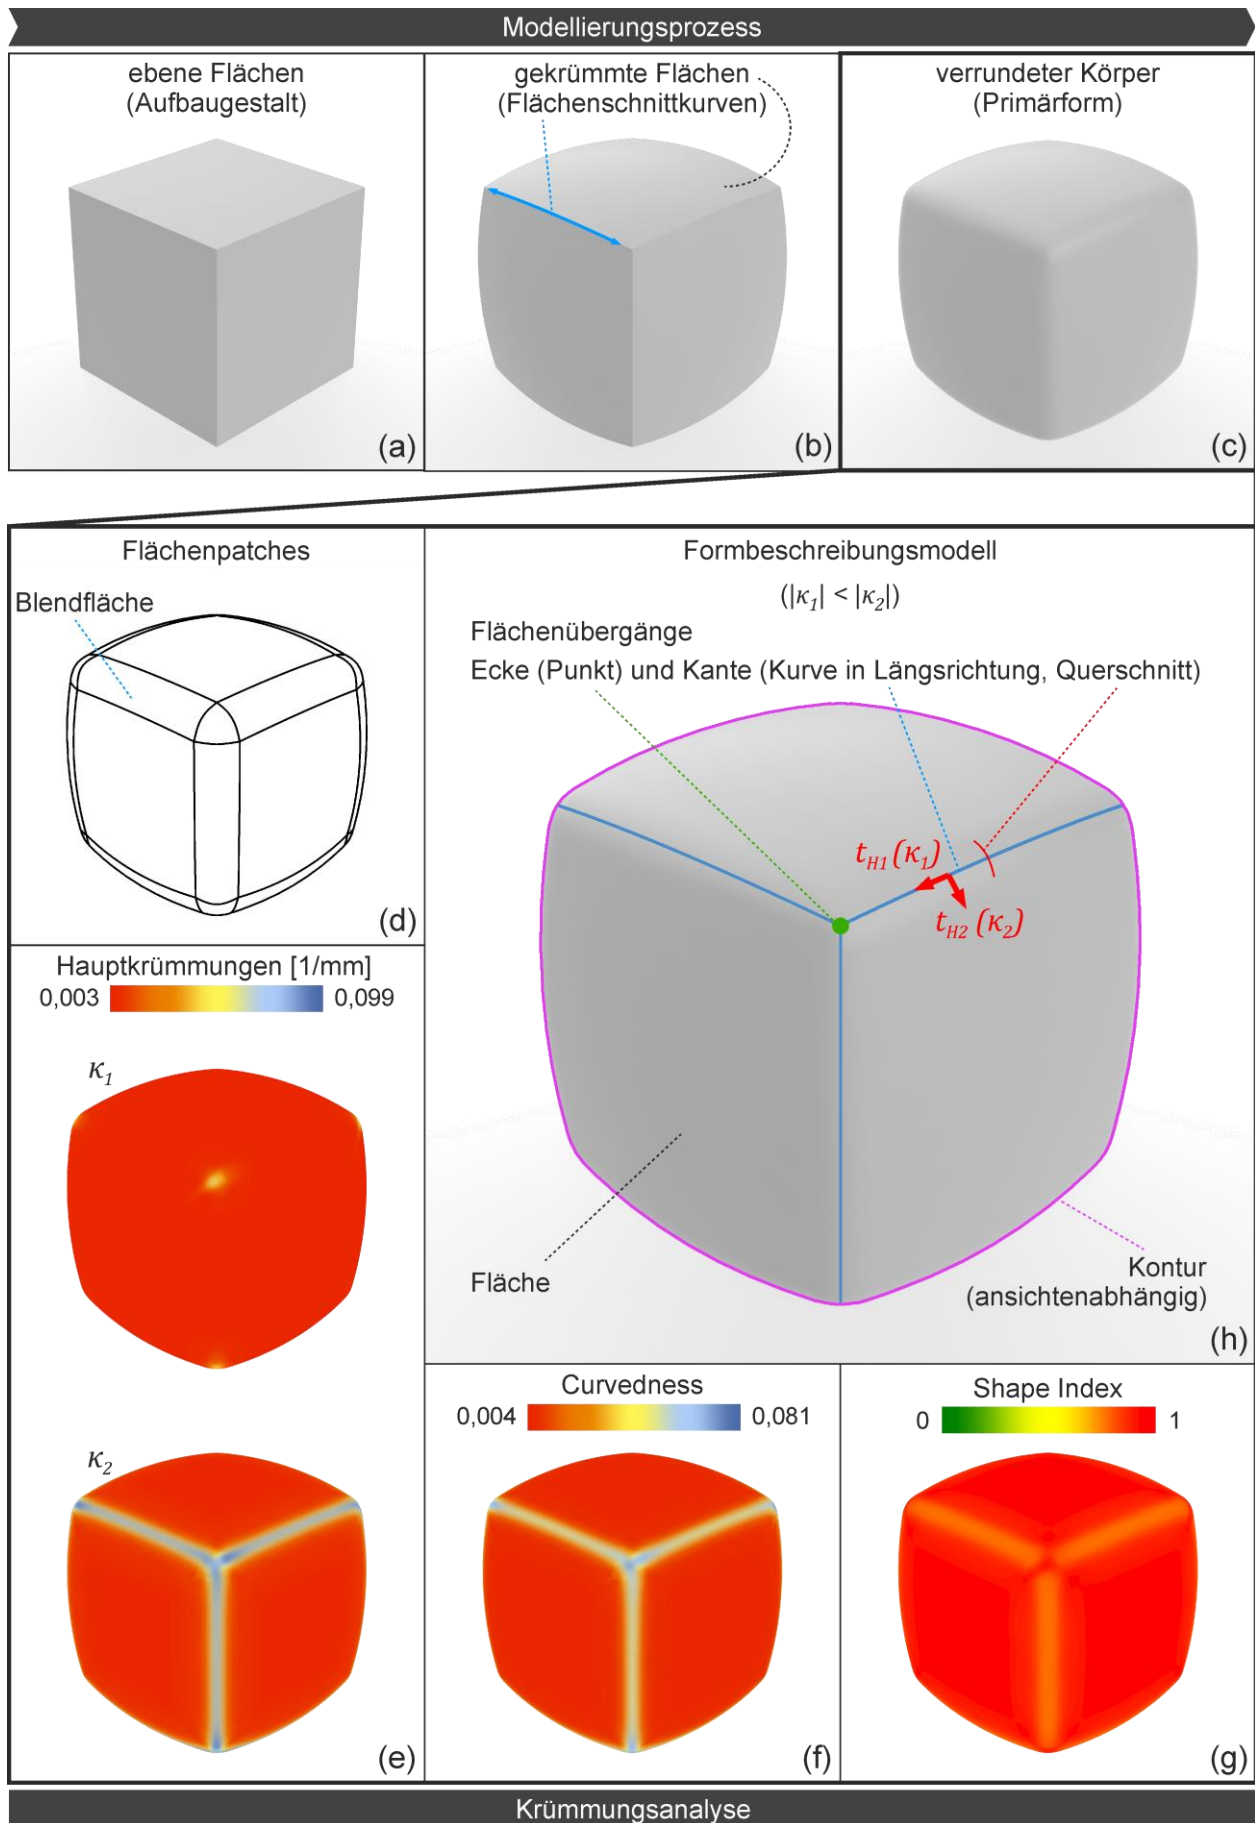 Modellierungsprozess
ebene Flächen
(Aufbaugestalt)
(a)
gekrümmte Flächen
(Flächenschnittkurven)
(b)
verrundeter Körper
(Primärform)
(c)
Flächenpatches
Blendfläche
(d)
Formbeschreibungsmodell
(|κ₁| < |κ₂|)
Flächenübergänge
Ecke (Punkt) und Kante (Kurve in Längsrichtung, Querschnitt)
t_H1 (κ₁)
t_H2 (κ₂)
Fläche
Kontur
(ansichtenabhängig)
(h)
Hauptkrümmungen [1/mm]
0,003 0,099
κ₁
κ₂
(e)
Curvedness
0,004 0,081
(f)
Shape Index
0 1
(g)
Krümmungsanalyse